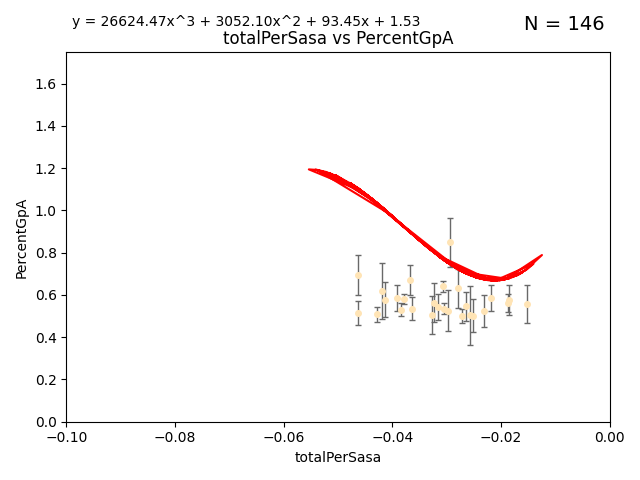 y = 26624.47x^3 + 3052.10x^2 + 93.45x + 1.53
N = 146
totalPerSasa vs PercentGpA
1.6
1.4
1.2
1.0
0.8
0.6
0.4
0.2
0.0
PercentGpA
−0.10 −0.08 −0.06 −0.04 −0.02 0.00
totalPerSasa